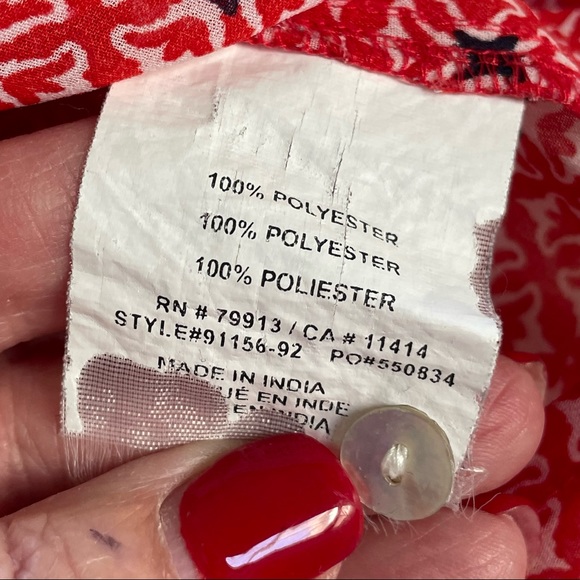 100% POLYESTER
100% POLYESTER
100% POLIESTER
RN # 79913 / CA # 11414
STYLE#91156-92 PO#550834
MADE IN INDIA
UÉ EN INDE
EN INDIA